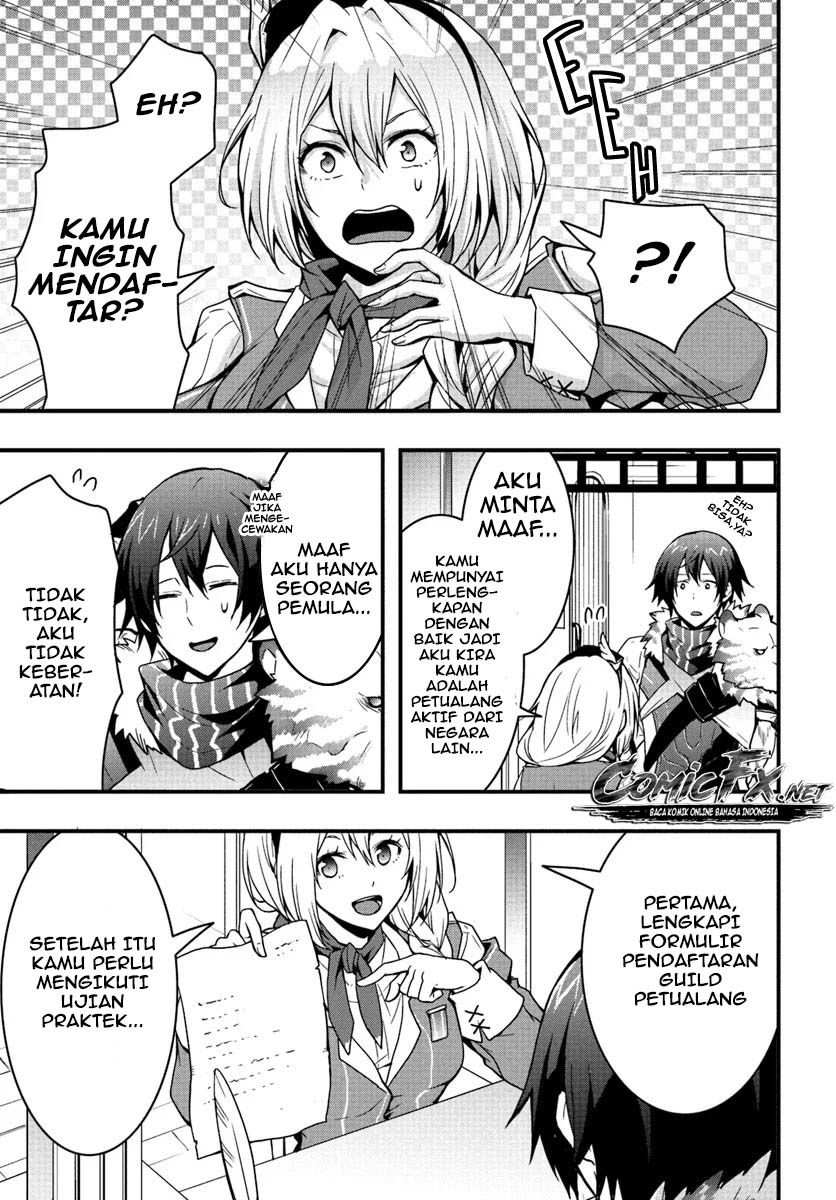 EEEH
?!
EH?
KAMU
INGIN
MENDAF-
TAR?
EH?
TIDAK
BISA,YA?
AKU
MINTA
MAAF...
KAMU
MEMPUNYAI
PERLENG-
KAPAN
DENGAN
BAIK JADI
AKU KIRA
KAMU
ADALAH
PETUALANG
AKTIF DARI
NEGARA
LAIN...
MAAF
AKU HANYA
SEORANG
PEMULA...
MAAF
JIKA
MENGE-
CEWAKAN
TIDAK
TIDAK,
AKU
TIDAK
KEBER-
ATAN!
COMICFX.NET
BACA KOMIK ONLINE BAHASA INDONESIA
PERTAMA,
LENGKAPI
FORMULIR
PENDAFTARAN
GUILD
PETUALANG
SETELAH ITU
KAMU PERLU
MENGIKUTI
UJIAN
PRAKTEK...